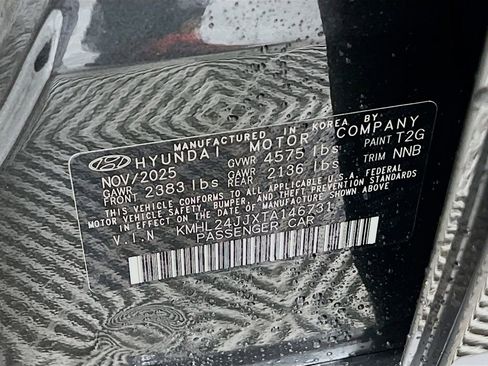 MANUFACTURED IN KOREA BY:
HYUNDAI MOTOR COMPANY
NOV/2025 GVWR 4575 lbs PAINT T2G
GAWR FRONT 2383 lbs GAWR REAR 2136 lbs TRIM NNB
THIS VEHICLE CONFORMS TO ALL APPLICABLE U.S.A. FEDERAL
MOTOR VEHICLE SAFETY, BUMPER, AND THEFT PREVENTION STANDARDS
IN EFFECT ON THE DATE OF MANUFACTURE SHOWN ABOVE.
V.I.N KMHL24JJXTA146731
PASSENGER CAR